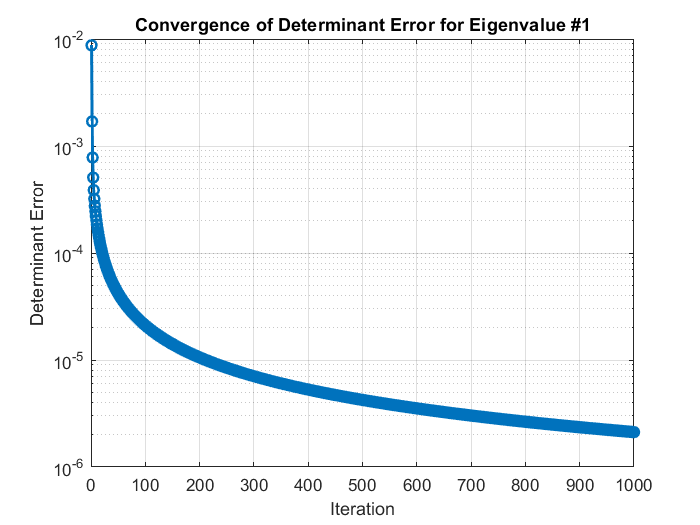 Convergence of Determinant Error for Eigenvalue #1
10^-2
10^-3
10^-4
10^-5
10^-6
Determinant Error
0 100 200 300 400 500 600 700 800 900 1000
Iteration